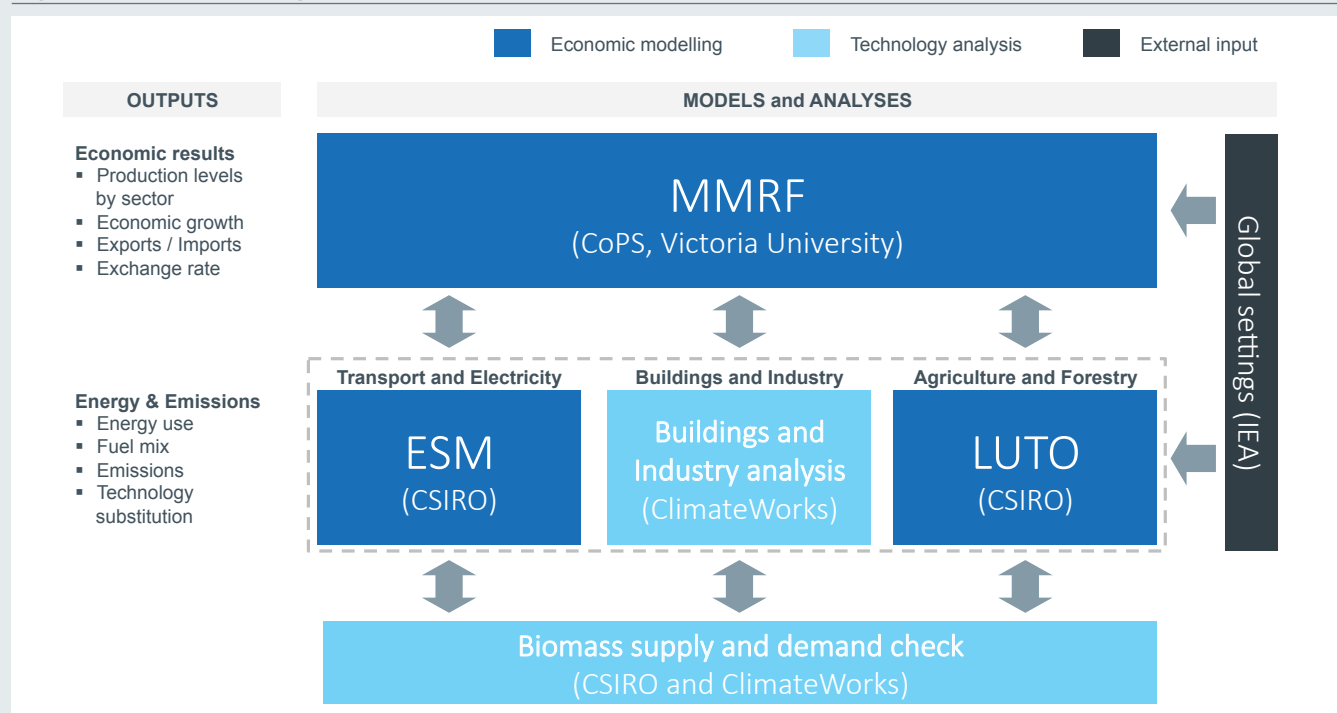 Economic modelling
Technology analysis
External input
OUTPUTS
MODELS and ANALYSES
Economic results
▪ Production levels
by sector
▪ Economic growth
▪ Exports / Imports
▪ Exchange rate
MMRF
(CoPS, Victoria University)
Global settings (IEA)
Energy & Emissions
▪ Energy use
▪ Fuel mix
▪ Emissions
▪ Technology
substitution
Transport and Electricity
ESM
(CSIRO)
Buildings and Industry
Buildings and
Industry analysis
(ClimateWorks)
Agriculture and Forestry
LUTO
(CSIRO)
Biomass supply and demand check
(CSIRO and ClimateWorks)